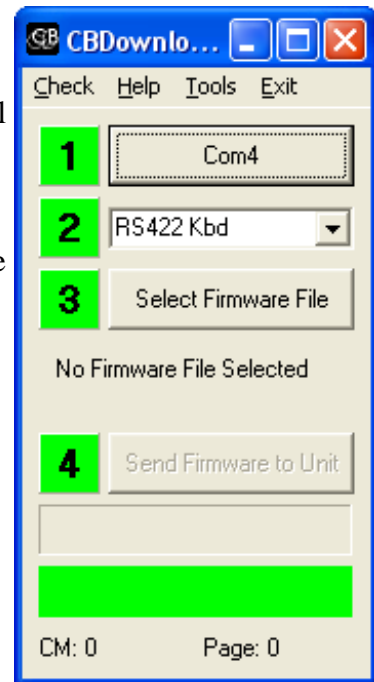 CB CBDownlo...
Check Help Tools Exit
l
1 Com4
2 RS422 Kbd
e
3 Select Firmware File
No Firmware File Selected
4 Send Firmware to Unit
CM: 0 Page: 0